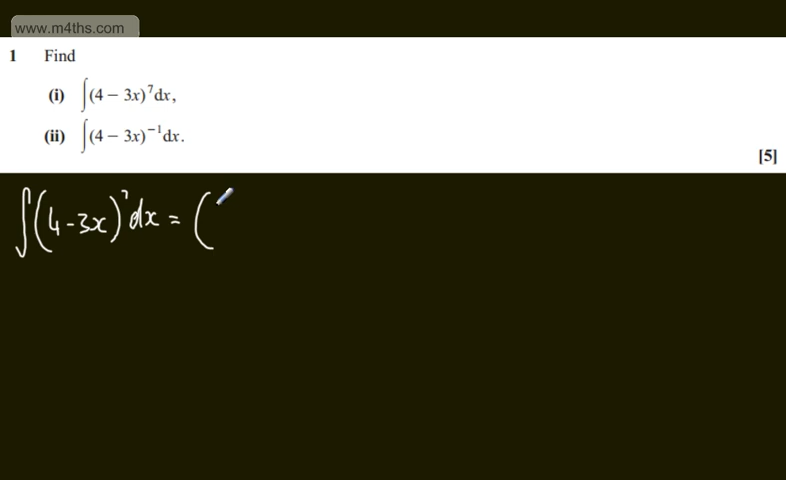 www.m4ths.com
1 Find
(i) ∫(4 − 3x)⁷dx,
(ii) ∫(4 − 3x)⁻¹dx.
[5]
∫(4-3x)⁷dx = (